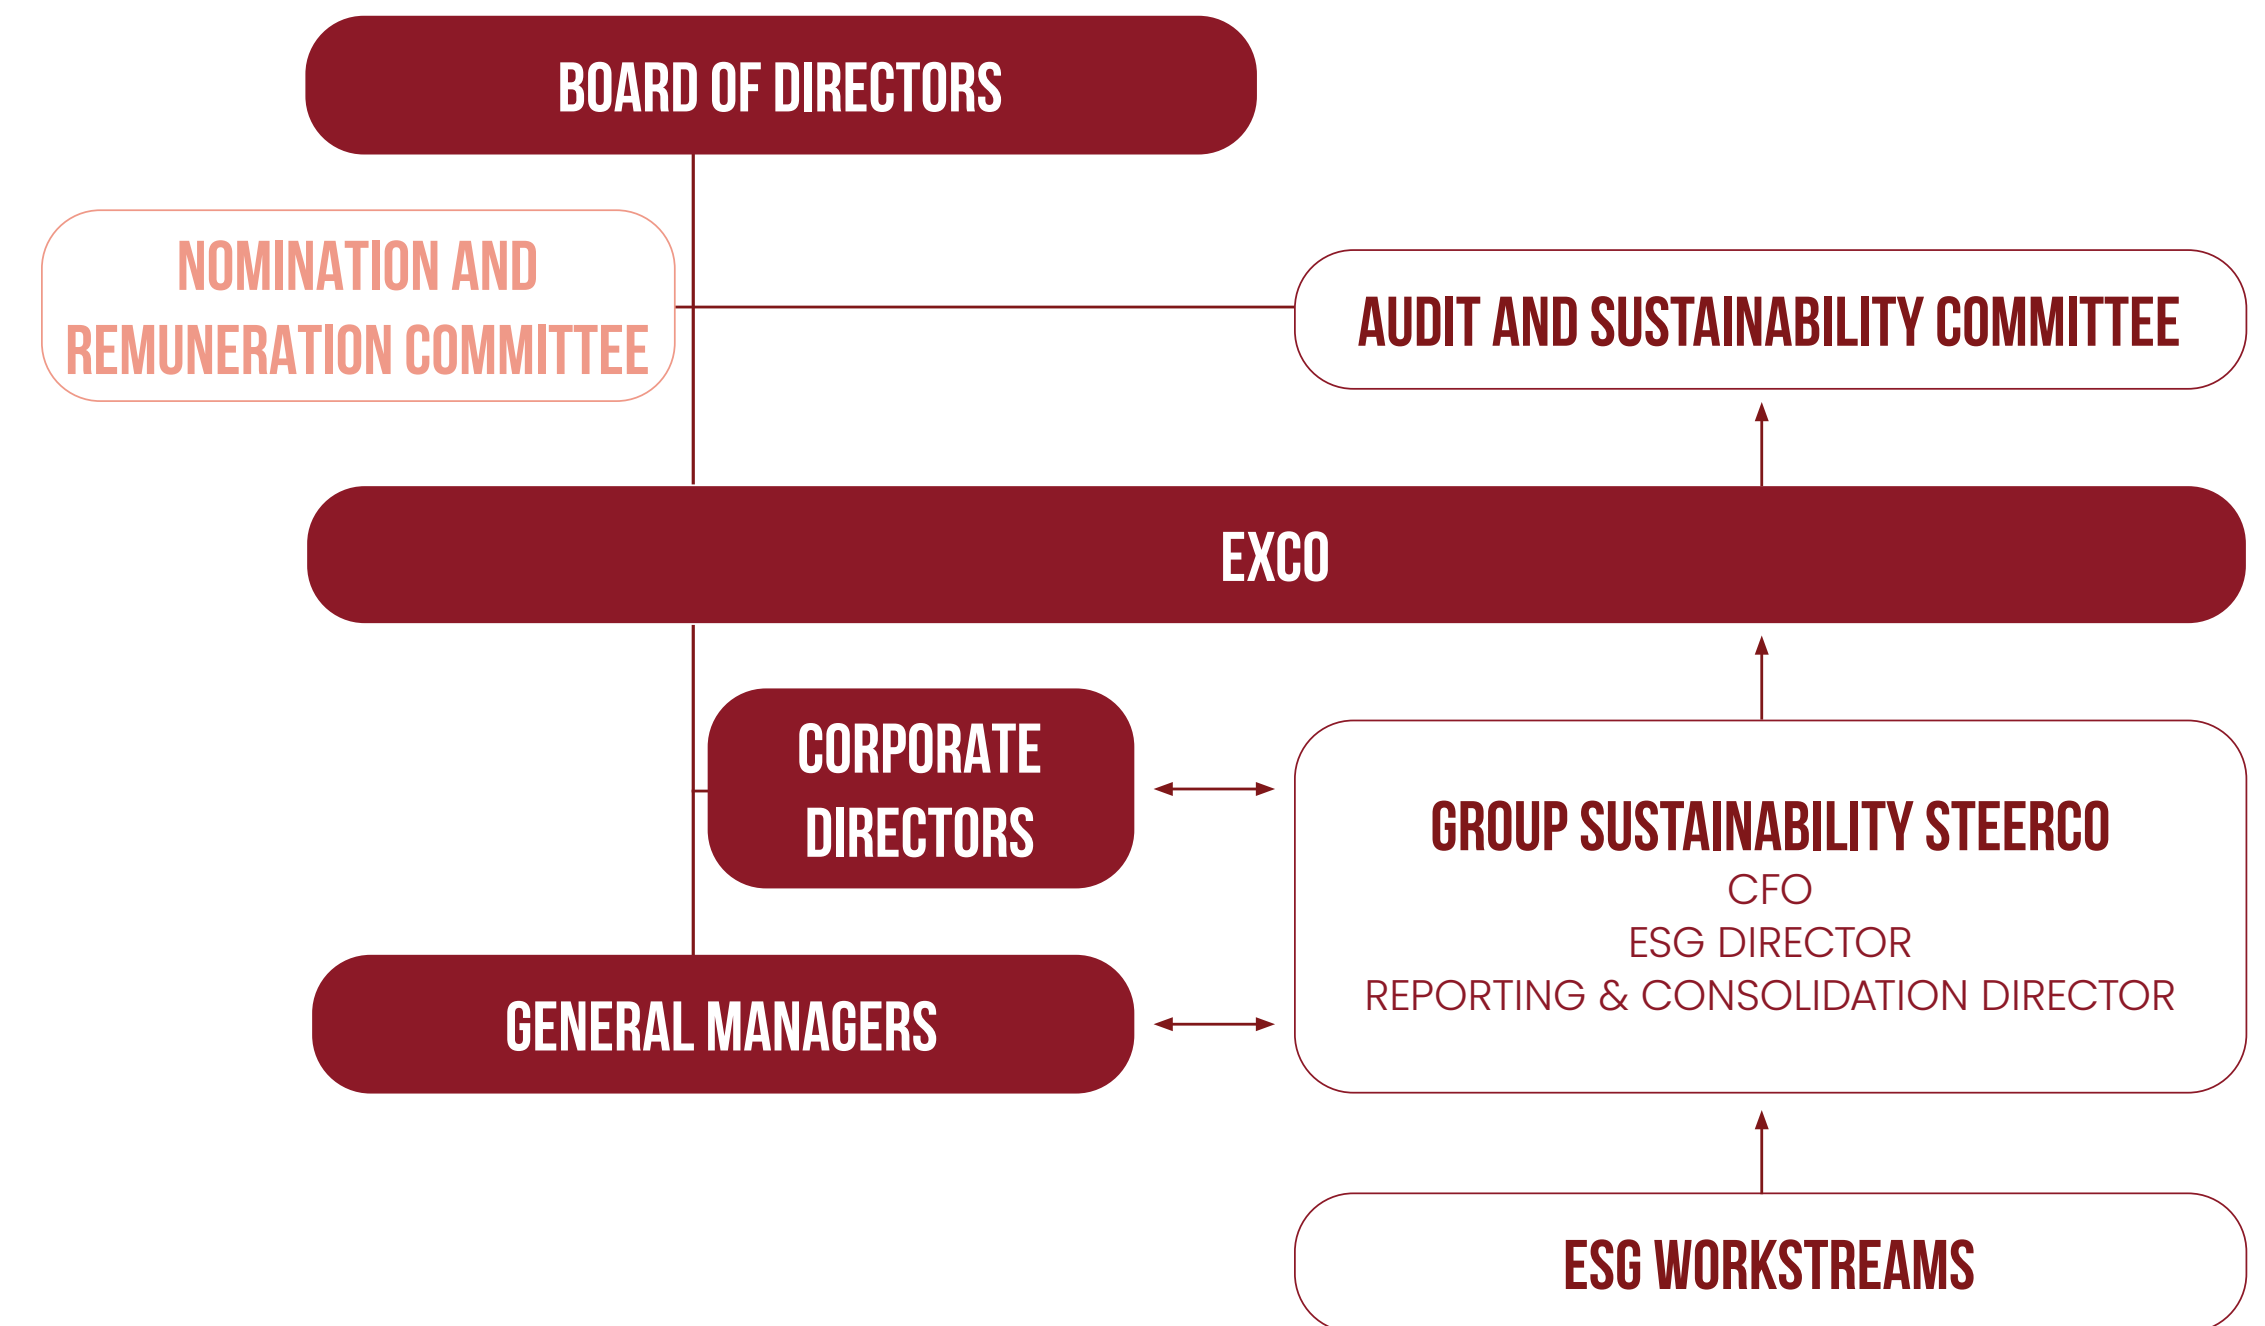 BOARD OF DIRECTORS
NOMINATION AND
REMUNERATION COMMITTEE
AUDIT AND SUSTAINABILITY COMMITTEE
EXCO
CORPORATE
DIRECTORS
GROUP SUSTAINABILITY STEERCO
CFO
ESG DIRECTOR
REPORTING & CONSOLIDATION DIRECTOR
GENERAL MANAGERS
ESG WORKSTREAMS